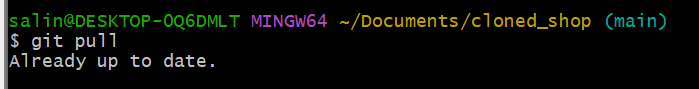 salin@DESKTOP-OQ6DMLT MINGW64 ~/Documents/cloned_shop (main)
$ git pull
Already up to date.